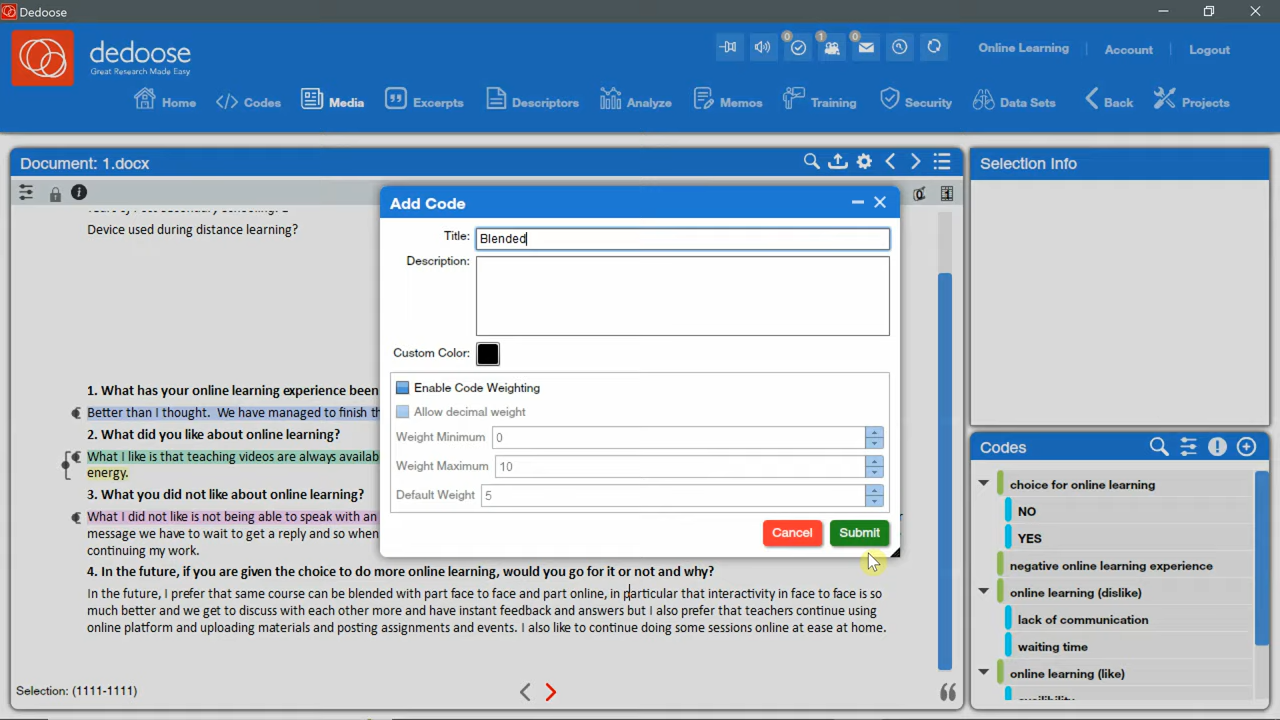 Dedoose
dedoose
Great Research Made Easy
0
1
0
Online Learning
Account
Logout
Home
Codes
Media
Excerpts
Descriptors
Analyze
Memos
Training
Security
Data Sets
Back
Projects
Document: 1.docx
Selection Info
Add Code
Device used during distance learning?
Title: Blended
Description:
Custom Color:
Enable Code Weighting
Allow decimal weight
Weight Minimum 0
Weight Maximum 10
Default Weight 5
Cancel
Submit
1. What has your online learning experience been
Better than I thought. We have managed to finish th
2. What did you like about online learning?
What I like is that teaching videos are always availab
energy.
3. What you did not like about online learning?
What I did not like is not being able to speak with an
message we have to wait to get a reply and so when
continuing my work.
4. In the future, if you are given the choice to do more online learning, would you go for it or not and why?
In the future, I prefer that same course can be blended with part face to face and part online, in particular that interactivity in face to face is so
much better and we get to discuss with each other more and have instant feedback and answers but I also prefer that teachers continue using
online platform and uploading materials and posting assignments and events. I also like to continue doing some sessions online at ease at home.
Selection: (1111-1111)
Codes
choice for online learning
NO
YES
negative online learning experience
online learning (dislike)
lack of communication
waiting time
online learning (like)